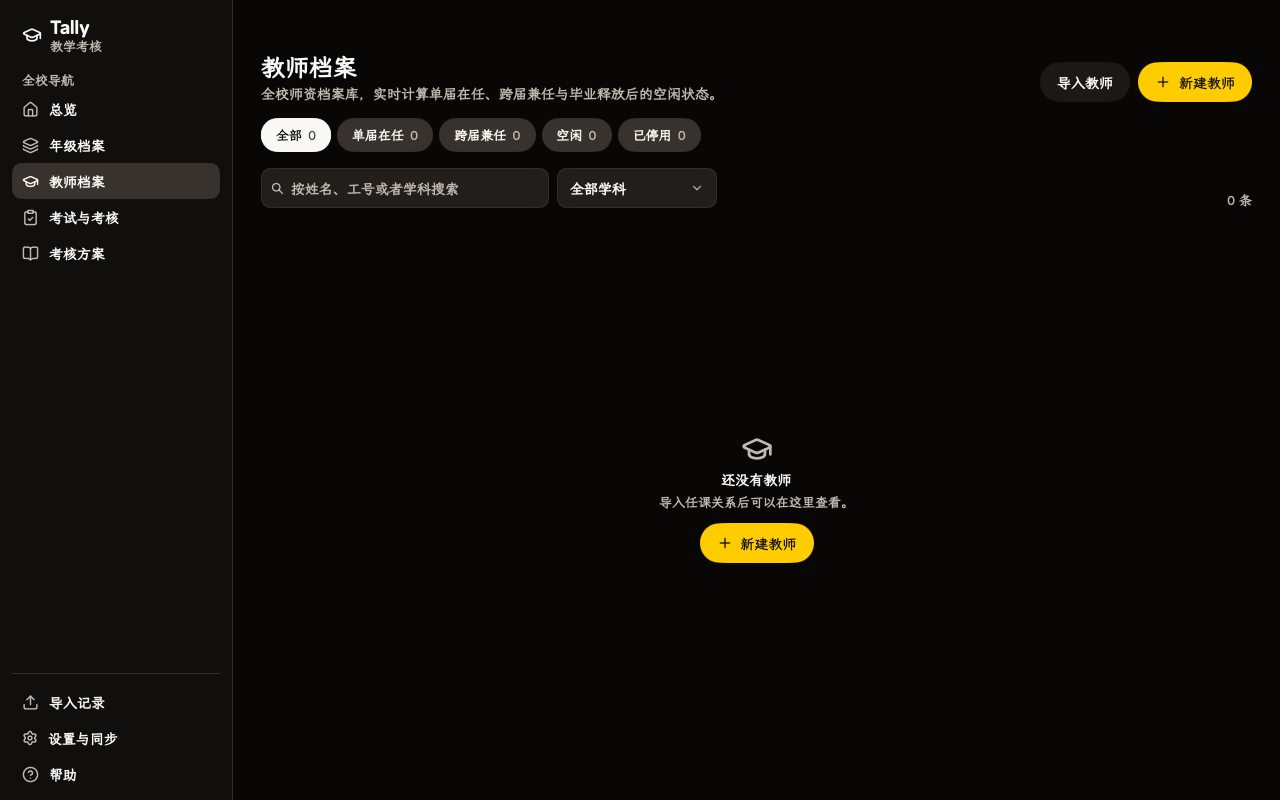 Tally
教学考核
全校导航
总览
年级档案
教师档案
考试与考核
考核方案
导入记录
设置与同步
帮助
教师档案
全校师资档案库，实时计算单届在任、跨届兼任与毕业释放后的空闲状态。
导入教师
新建教师
全部 0
单届在任 0
跨届兼任 0
空闲 0
已停用 0
按姓名、工号或者学科搜索
全部学科
0 条
还没有教师
导入任课关系后可以在这里查看。
新建教师